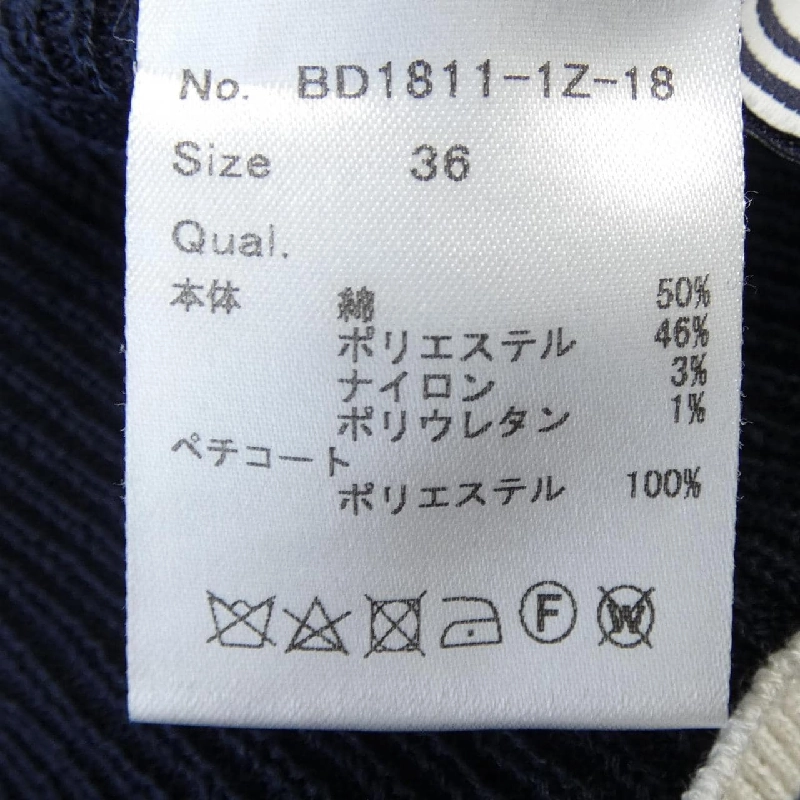 No. BD1811-1Z-18
Size 36
Qual.
本体 綿 50%
ポリエステル 46%
ナイロン 3%
ポリウレタン 1%
ペチコート
ポリエステル 100%
F W